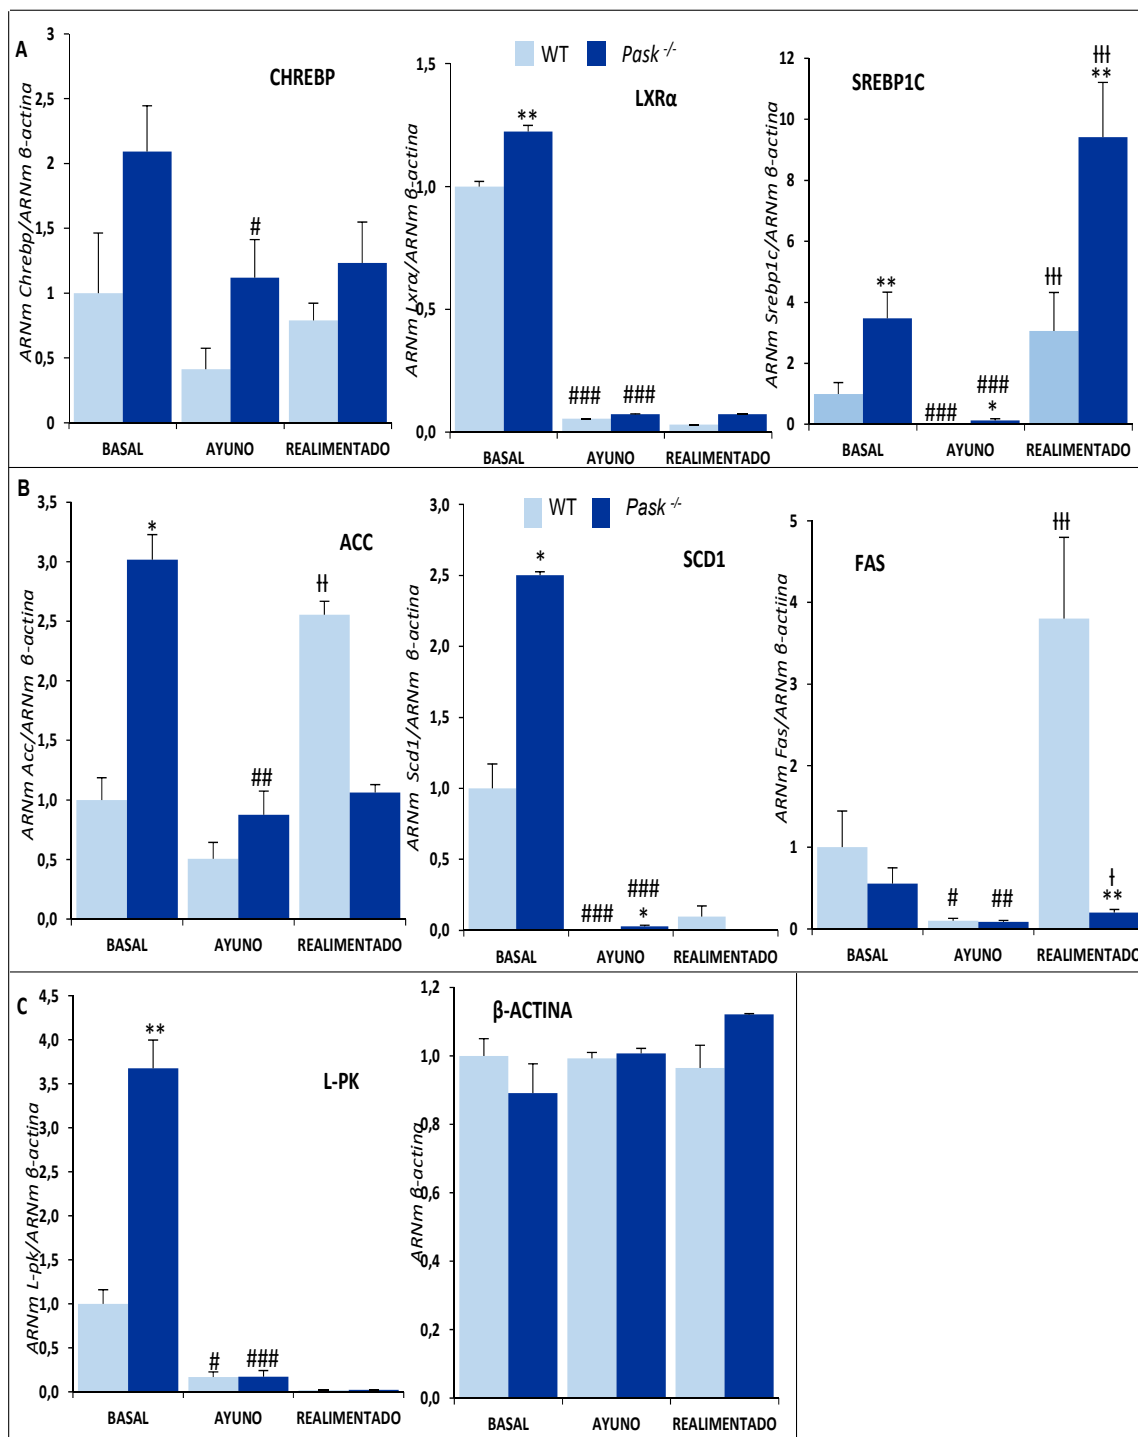 A
WT Pask -/-
CHREBP
ARNm Chrebp/ARNm β-actina
3
2,5
2
1,5
1
0,5
0
#
BASAL AYUNO REALIMENTADO
LXRα
ARNm Lxrα/ARNm β-actina
1,5
1,0
0,5
0,0
**
### ###
BASAL AYUNO REALIMENTADO
SREBP1C
ARNm Srebp1c/ARNm β-actina
12
10
8
6
4
2
0
**
###
###
*
ƚƚƚ
ƚƚƚ
**
BASAL AYUNO REALIMENTADO
B
WT Pask -/-
ACC
ARNm Acc/ARNm β-actina
3,5
3,0
2,5
2,0
1,5
1,0
0,5
0,0
*
##
ƚƚ
BASAL AYUNO REALIMENTADO
SCD1
ARNm Scd1/ARNm β-actina
3,0
2,5
2,0
1,5
1,0
0,5
0,0
*
###
###
*
BASAL AYUNO REALIMENTADO
FAS
ARNm Fas/ARNm β-actiina
5
4
3
2
1
0
# ##
ƚƚƚ
ƚ
**
BASAL AYUNO REALIMENTADO
C
L-PK
ARNm L-pk/ARNm β-actina
4,5
4,0
3,5
3,0
2,5
2,0
1,5
1,0
0,5
0,0
**
# ###
BASAL AYUNO REALIMENTADO
β-ACTINA
ARNm β-actina
1,2
1,0
0,8
0,6
0,4
0,2
0,0
BASAL AYUNO REALIMENTADO